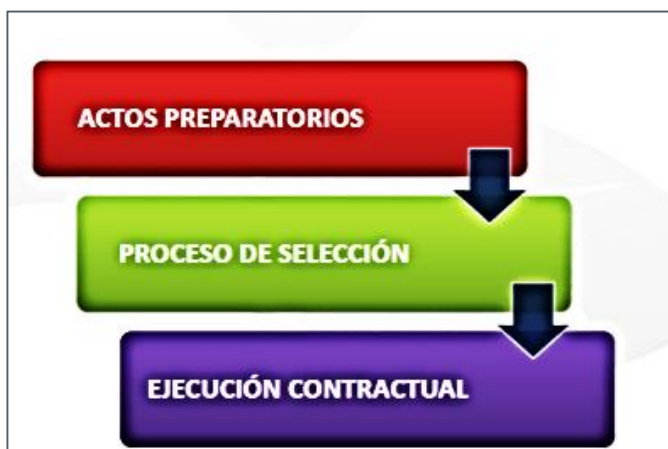 ACTOS PREPARATORIOS
PROCESO DE SELECCIÓN
EJECUCIÓN CONTRACTUAL